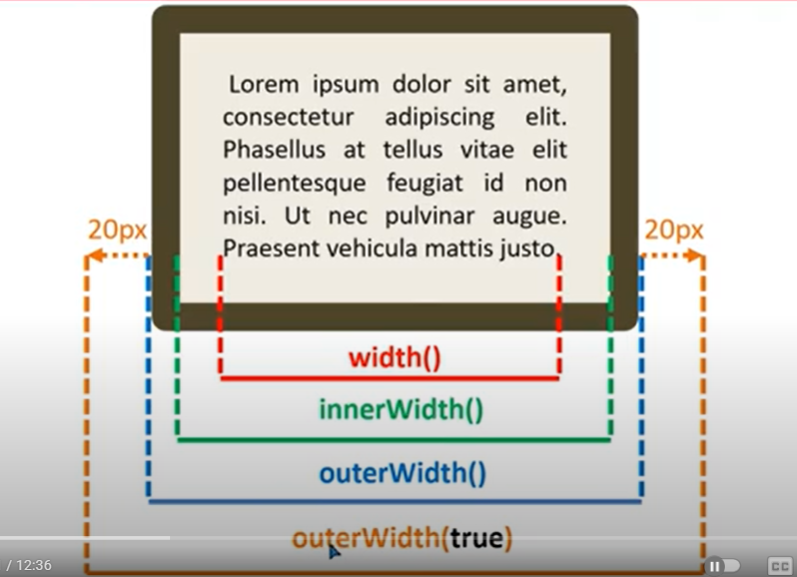 Lorem ipsum dolor sit amet,
consectetur adipiscing elit.
Phasellus at tellus vitae elit
pellentesque feugiat id non
nisi. Ut nec pulvinar augue.
Praesent vehicula mattis justo.
20px
20px
width()
innerWidth()
outerWidth()
outerWidth(true)
/ 12:36
CC